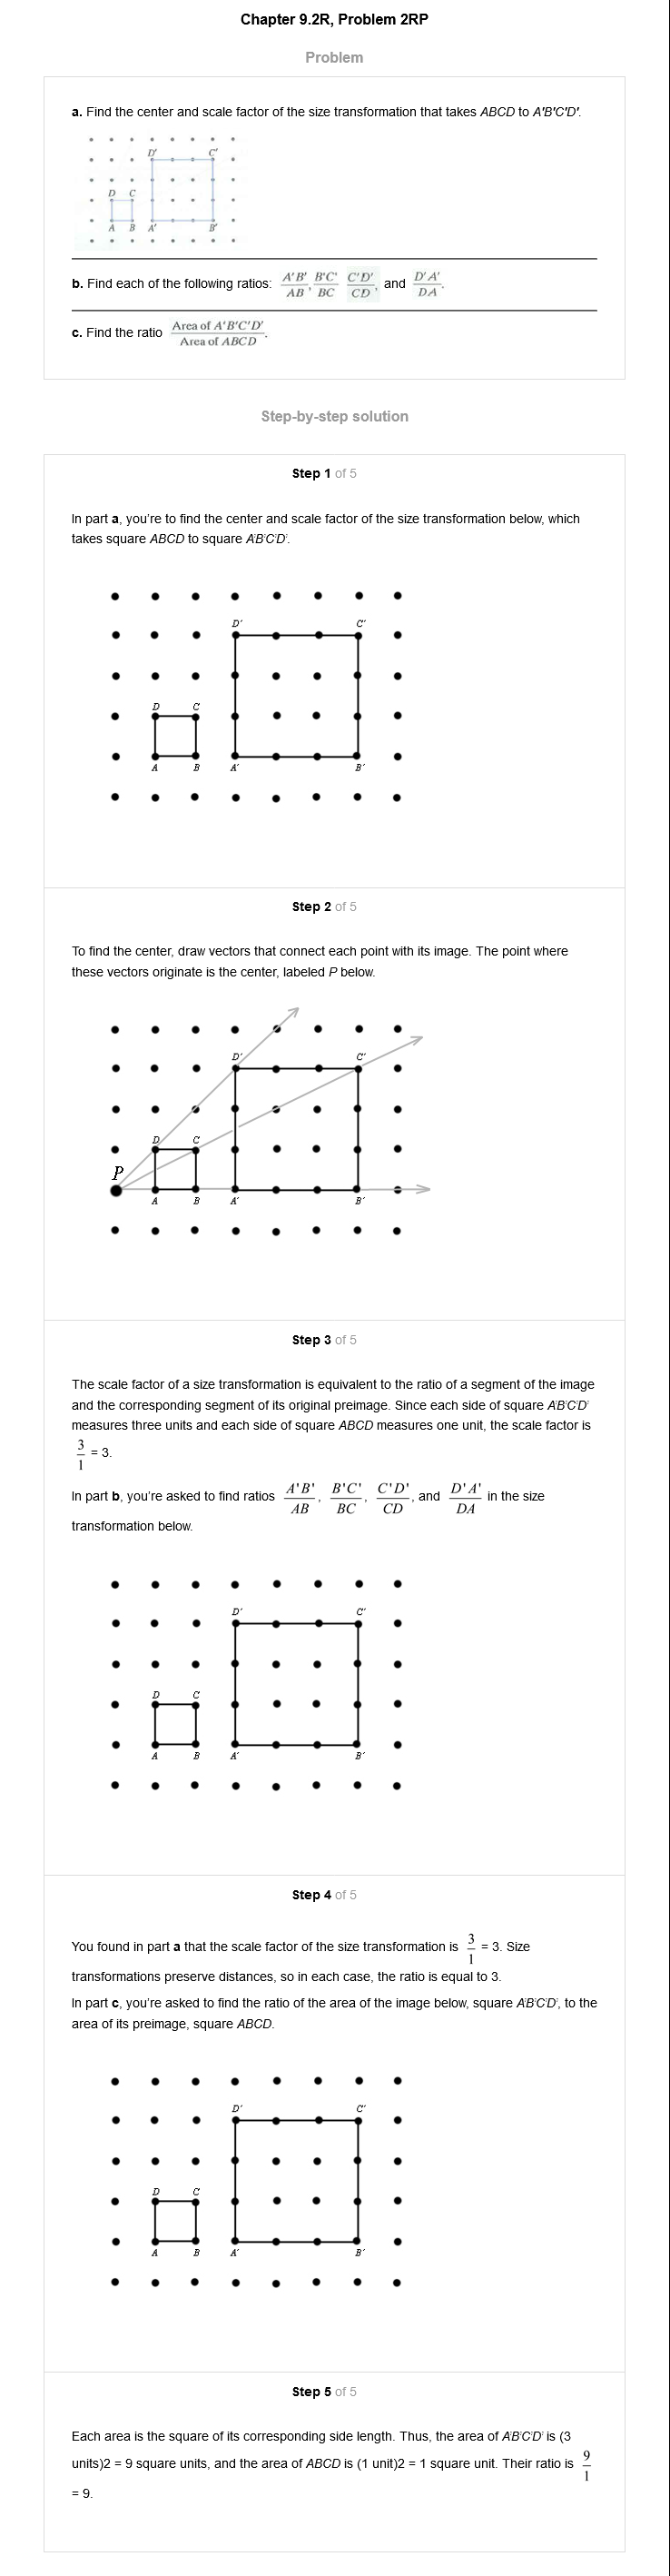 Chapter 9.2R, Problem 2RP
Problem
a. Find the center and scale factor of the size transformation that takes ABCD to A'B'C'D'.
D' C'
D C
A B A' B'
b. Find each of the following ratios: A'B'/AB, B'C'/BC C'D'/CD, and D'A'/DA.
c. Find the ratio Area of A'B'C'D'/Area of ABCD.
Step-by-step solution
Step 1 of 5
In part a, you're to find the center and scale factor of the size transformation below, which
takes square ABCD to square A'B'C'D'.
D' C'
D C
A B A' B'
Step 2 of 5
To find the center, draw vectors that connect each point with its image. The point where
these vectors originate is the center, labeled P below.
D' C'
D C
P
A B A' B'
Step 3 of 5
The scale factor of a size transformation is equivalent to the ratio of a segment of the image
and the corresponding segment of its original preimage. Since each side of square A'B'C'D'
measures three units and each side of square ABCD measures one unit, the scale factor is
3/1 = 3.
In part b, you're asked to find ratios A'B'/AB, B'C'/BC, C'D'/CD, and D'A'/DA in the size
transformation below.
D' C'
D C
A B A' B'
Step 4 of 5
You found in part a that the scale factor of the size transformation is 3/1 = 3. Size
transformations preserve distances, so in each case, the ratio is equal to 3.
In part c, you're asked to find the ratio of the area of the image below, square A'B'C'D', to the
area of its preimage, square ABCD.
D' C'
D C
A B A' B'
Step 5 of 5
Each area is the square of its corresponding side length. Thus, the area of A'B'C'D' is (3
units)2 = 9 square units, and the area of ABCD is (1 unit)2 = 1 square unit. Their ratio is 9/1
= 9.